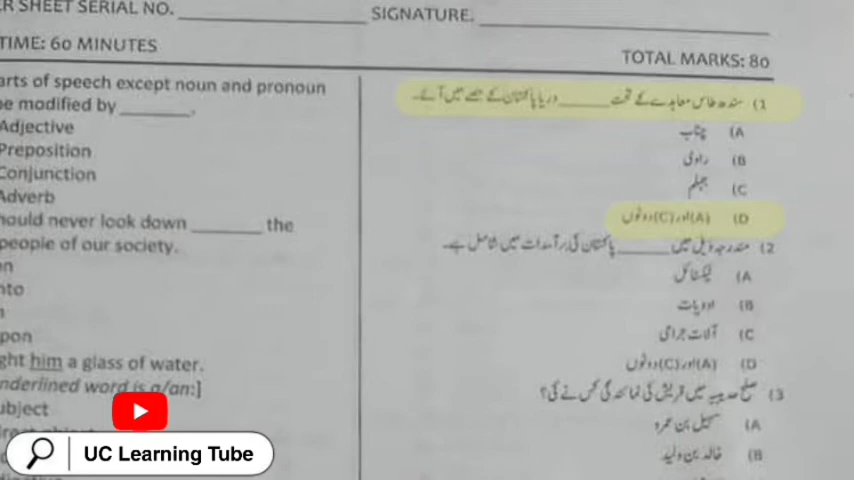 R SHEET SERIAL NO. ____________ SIGNATURE. ____________
TIME: 60 MINUTES
TOTAL MARKS: 80
arts of speech except noun and pronoun
be modified by ________.
Adjective
Preposition
Conjunction
Adverb
hould never look down ________ the
people of our society.
on
nto
n
pon
ght him a glass of water.
nderlined word is a/an:]
ubject
1) سندھ طاس معاہدے کے تحت ______ دریا پاکستان کے حصے میں آئے۔
A) چناب
B) راوی
C) جہلم
D) (A) اور (C) دونوں
2) مندرجہ ذیل میں ______ پاکستان کی برآمدات میں شامل ہے۔
A) ٹیکسٹائل
B) ادویات
C) آلات جراحی
D) (A) اور (C) دونوں
3) صلح حدیبیہ میں قریش کی نمائندگی کس نے کی؟
A) سہیل بن عمرو
B) خالد بن ولید
UC Learning Tube